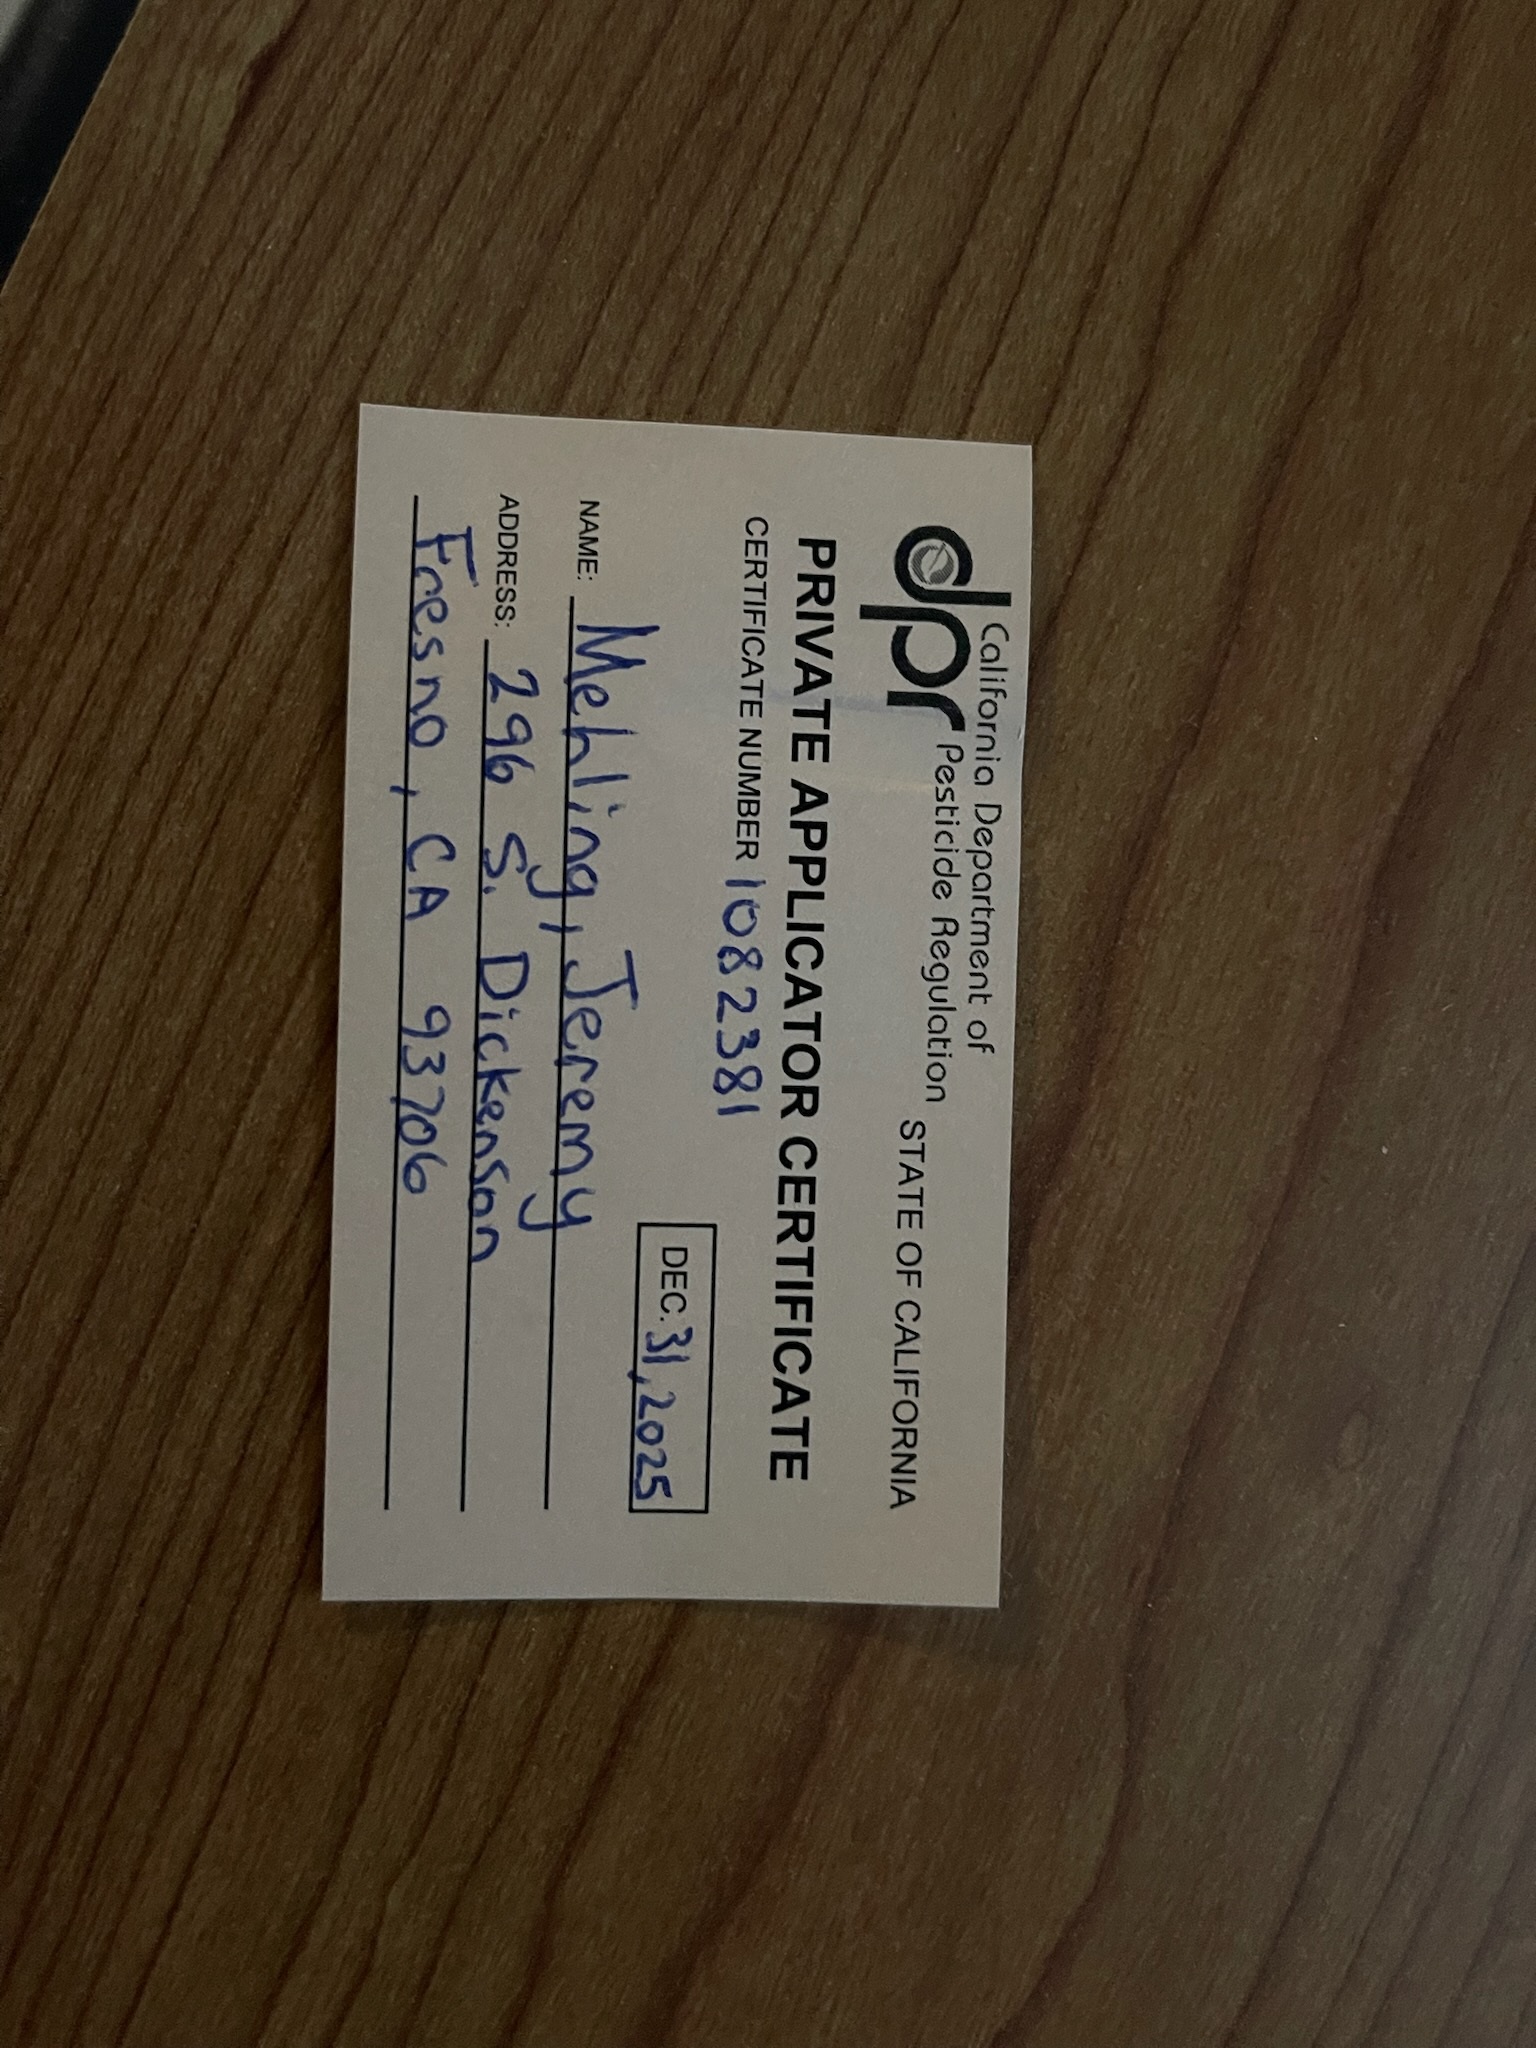 dpr California Department of
Pesticide Regulation STATE OF CALIFORNIA
PRIVATE APPLICATOR CERTIFICATE
CERTIFICATE NUMBER 1082381
DEC. 31, 2025
NAME: Mehling, Jeremy
ADDRESS: 296 S. Dickenson
Fresno, CA 93706